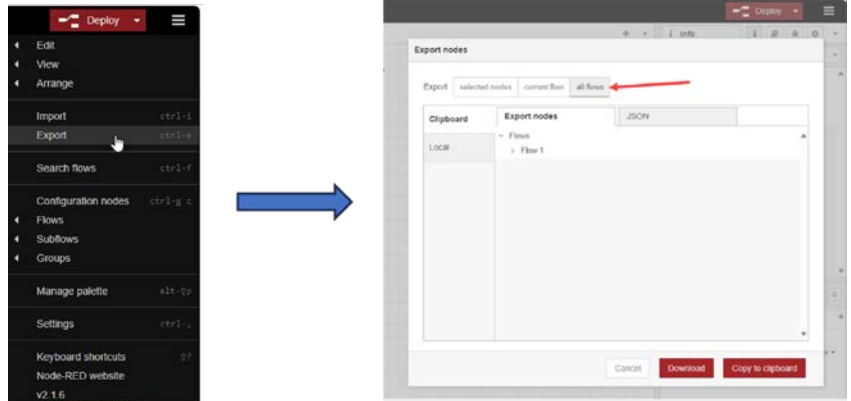 Deploy
Edit
View
Arrange
Import ctrl-i
Export ctrl-e
Search flows ctrl-f
Configuration nodes ctrl-g c
Flows
Subflows
Groups
Manage palette alt-⇧p
Settings ctrl-,
Keyboard shortcuts ⇧?
Node-RED website
v2.1.6
Deploy
info
Export nodes
Export selected nodes current flow all flows
Clipboard Export nodes JSON
Local
Flows
Flow 1
Cancel Download Copy to clipboard